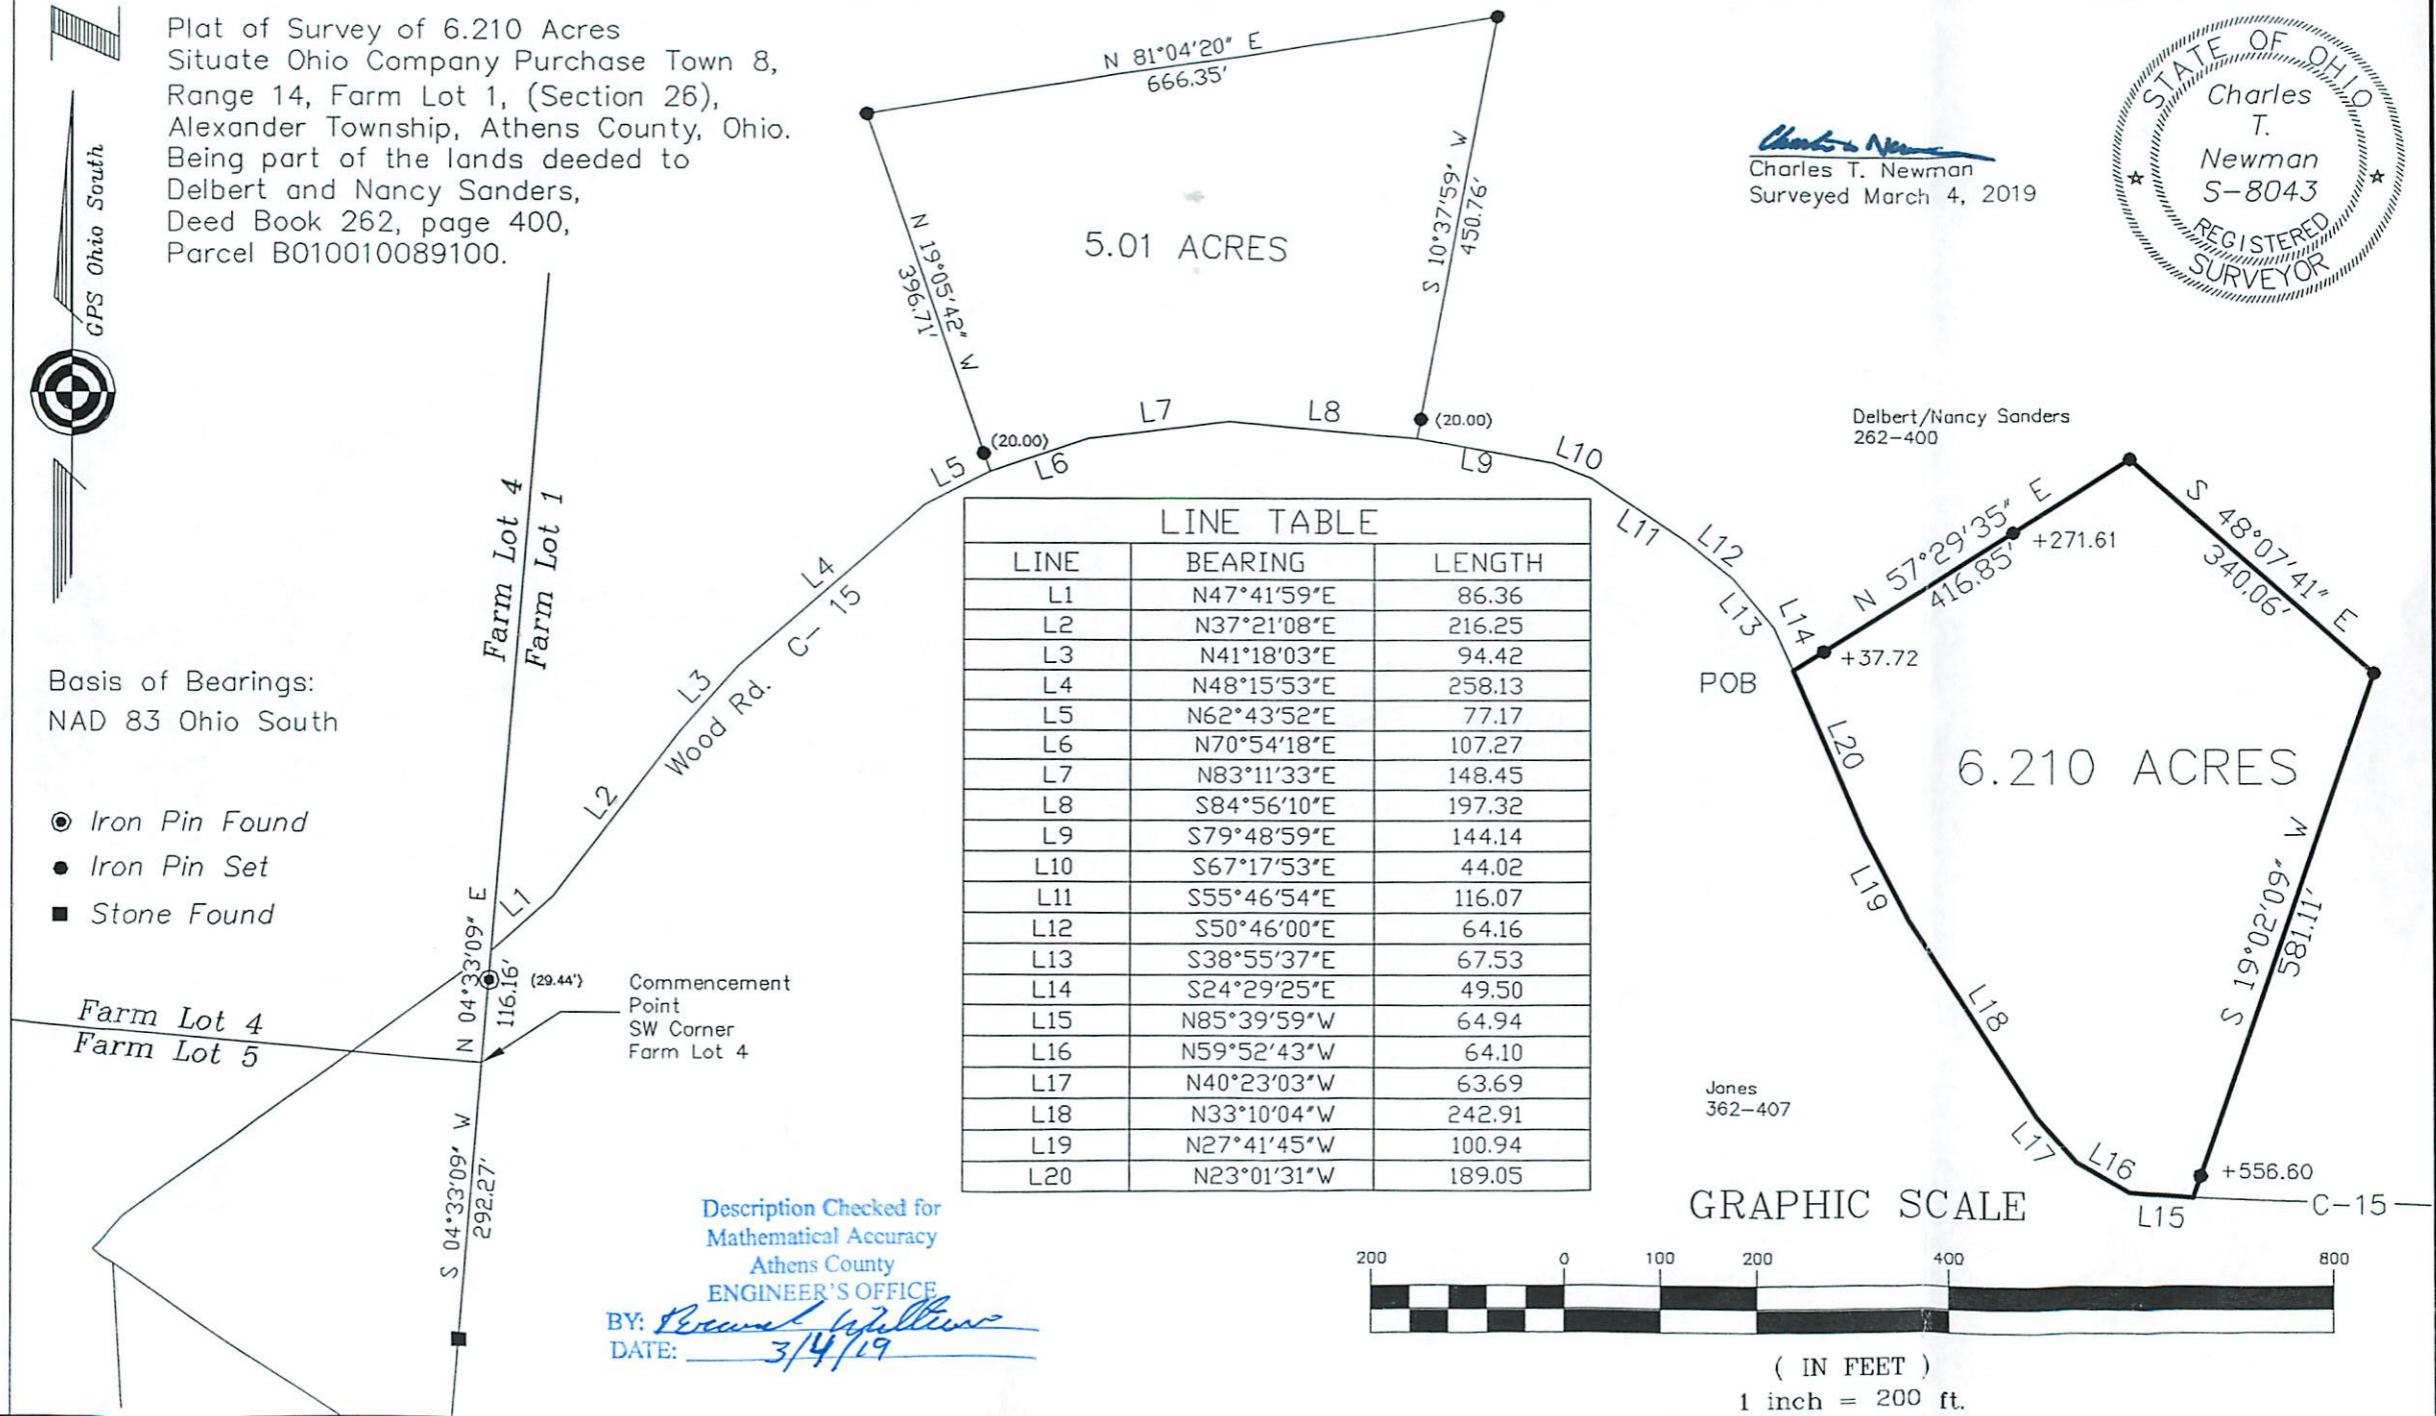 Plat of Survey of 6.210 Acres
Situate Ohio Company Purchase Town 8,
Range 14, Farm Lot 1, (Section 26),
Alexander Township, Athens County, Ohio.
Being part of the lands deeded to
Delbert and Nancy Sanders,
Deed Book 262, page 400,
Parcel B010010089100.
GPS Ohio South
N 81°04'20" E
666.35'
N 19°05'42" W
396.71'
5.01 ACRES
S 10°37'59" W
450.76'
(20.00)
(20.00)
Charles T. Newman
Surveyed March 4, 2019
STATE OF OHIO
Charles
T.
Newman
S-8043
REGISTERED
SURVEYOR
Farm Lot 4
Farm Lot 1
Basis of Bearings:
NAD 83 Ohio South
Iron Pin Found
Iron Pin Set
Stone Found
L1
L2
L3
L4
L5
L6
L7
L8
L9
L10
L11
L12
L13
L14
Wood Rd. C- 15
LINE TABLE
LINE BEARING LENGTH
L1 N47°41'59"E 86.36
L2 N37°21'08"E 216.25
L3 N41°18'03"E 94.42
L4 N48°15'53"E 258.13
L5 N62°43'52"E 77.17
L6 N70°54'18"E 107.27
L7 N83°11'33"E 148.45
L8 S84°56'10"E 197.32
L9 S79°48'59"E 144.14
L10 S67°17'53"E 44.02
L11 S55°46'54"E 116.07
L12 S50°46'00"E 64.16
L13 S38°55'37"E 67.53
L14 S24°29'25"E 49.50
L15 N85°39'59"W 64.94
L16 N59°52'43"W 64.10
L17 N40°23'03"W 63.69
L18 N33°10'04"W 242.91
L19 N27°41'45"W 100.94
L20 N23°01'31"W 189.05
Delbert/Nancy Sanders
262-400
N 57°29'35" E
416.85'
+271.61
+37.72
S 48°07'41" E
340.06'
POB
6.210 ACRES
S 19°02'09" W
581.11'
L20
L19
L18
L17
L16
L15
+556.60
C-15
Jones
362-407
N 04°33'09" E
116.16'
(29.44')
Commencement
Point
SW Corner
Farm Lot 4
Farm Lot 4
Farm Lot 5
S 04°33'09" W
292.27'
Description Checked for
Mathematical Accuracy
Athens County
ENGINEER'S OFFICE
BY:
DATE: 3/4/19
GRAPHIC SCALE
200 0 100 200 400 800
( IN FEET )
1 inch = 200 ft.